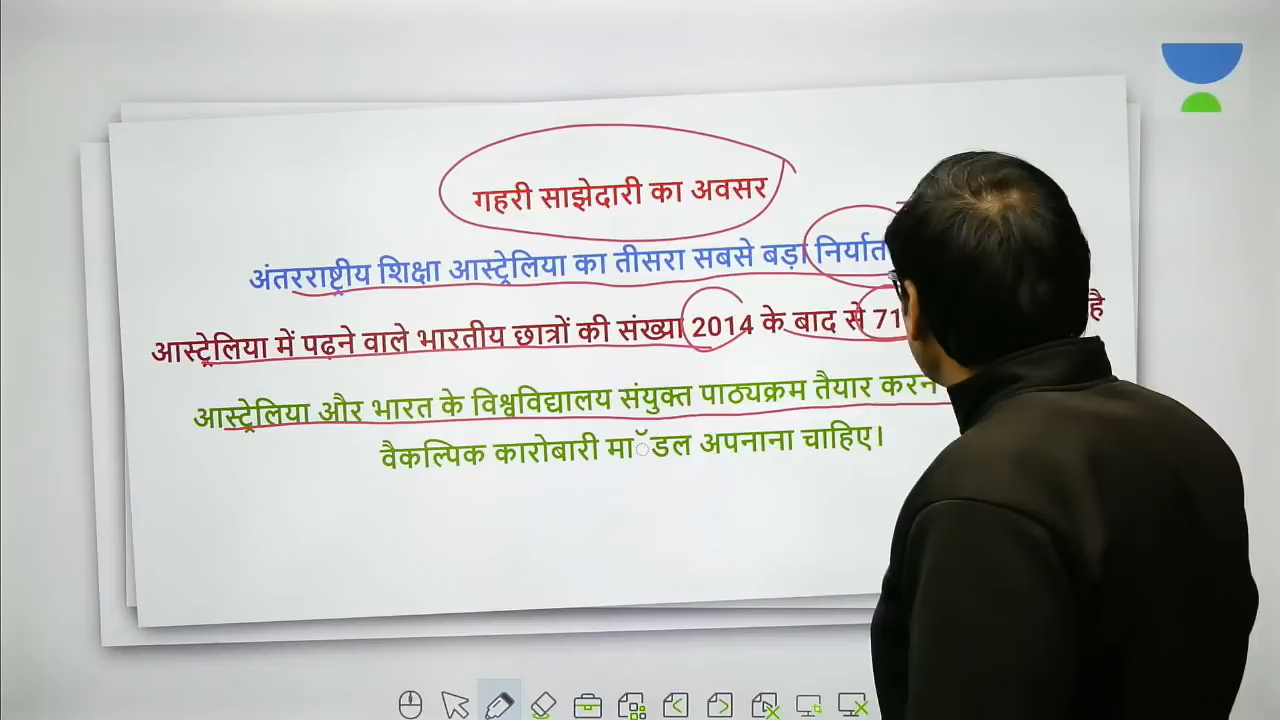 गहरी साझेदारी का अवसर
अंतरराष्ट्रीय शिक्षा आस्ट्रेलिया का तीसरा सबसे बड़ा निर्यात
आस्ट्रेलिया में पढ़ने वाले भारतीय छात्रों की संख्या 2014 के बाद से 71 है
आस्ट्रेलिया और भारत के विश्वविद्यालय संयुक्त पाठ्यक्रम तैयार करने
वैकल्पिक कारोबारी माॅडल अपनाना चाहिए।